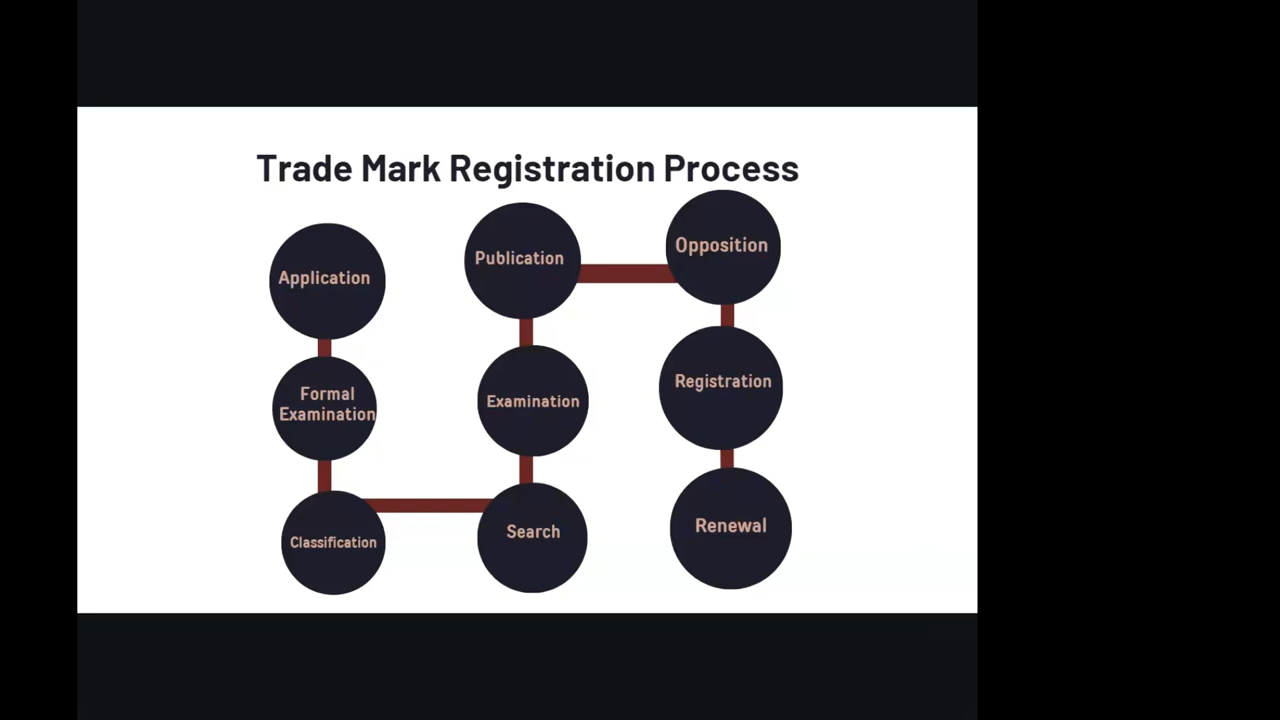 Trade Mark Registration Process
Application
Formal
Examination
Classification
Search
Examination
Publication
Opposition
Registration
Renewal